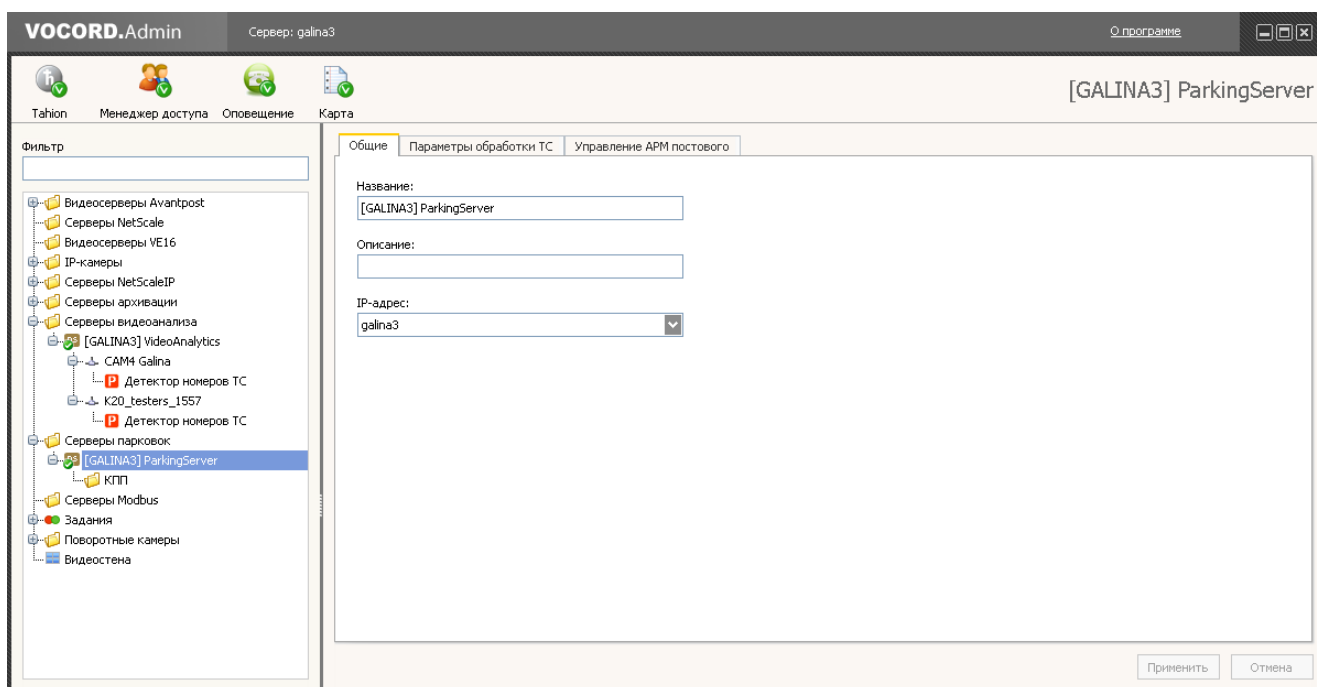 VOCORD.Admin Сервер: galina3 О программе
Tahion Менеджер доступа Оповещение Карта [GALINA3] ParkingServer
Фильтр
Видеосерверы Avantpost
Серверы NetScale
Видеосерверы VE16
IP-камеры
Серверы NetScaleIP
Серверы архивации
Серверы видеоанализа
[GALINA3] VideoAnalytics
CAM4 Galina
P Детектор номеров ТС
K20_testers_1557
P Детектор номеров ТС
Серверы парковок
[GALINA3] ParkingServer
КПП
Серверы Modbus
Задания
Поворотные камеры
Видеостена
Общие Параметры обработки ТС Управление АРМ постового
Название:
[GALINA3] ParkingServer
Описание:
IP-адрес:
galina3
Применить Отмена